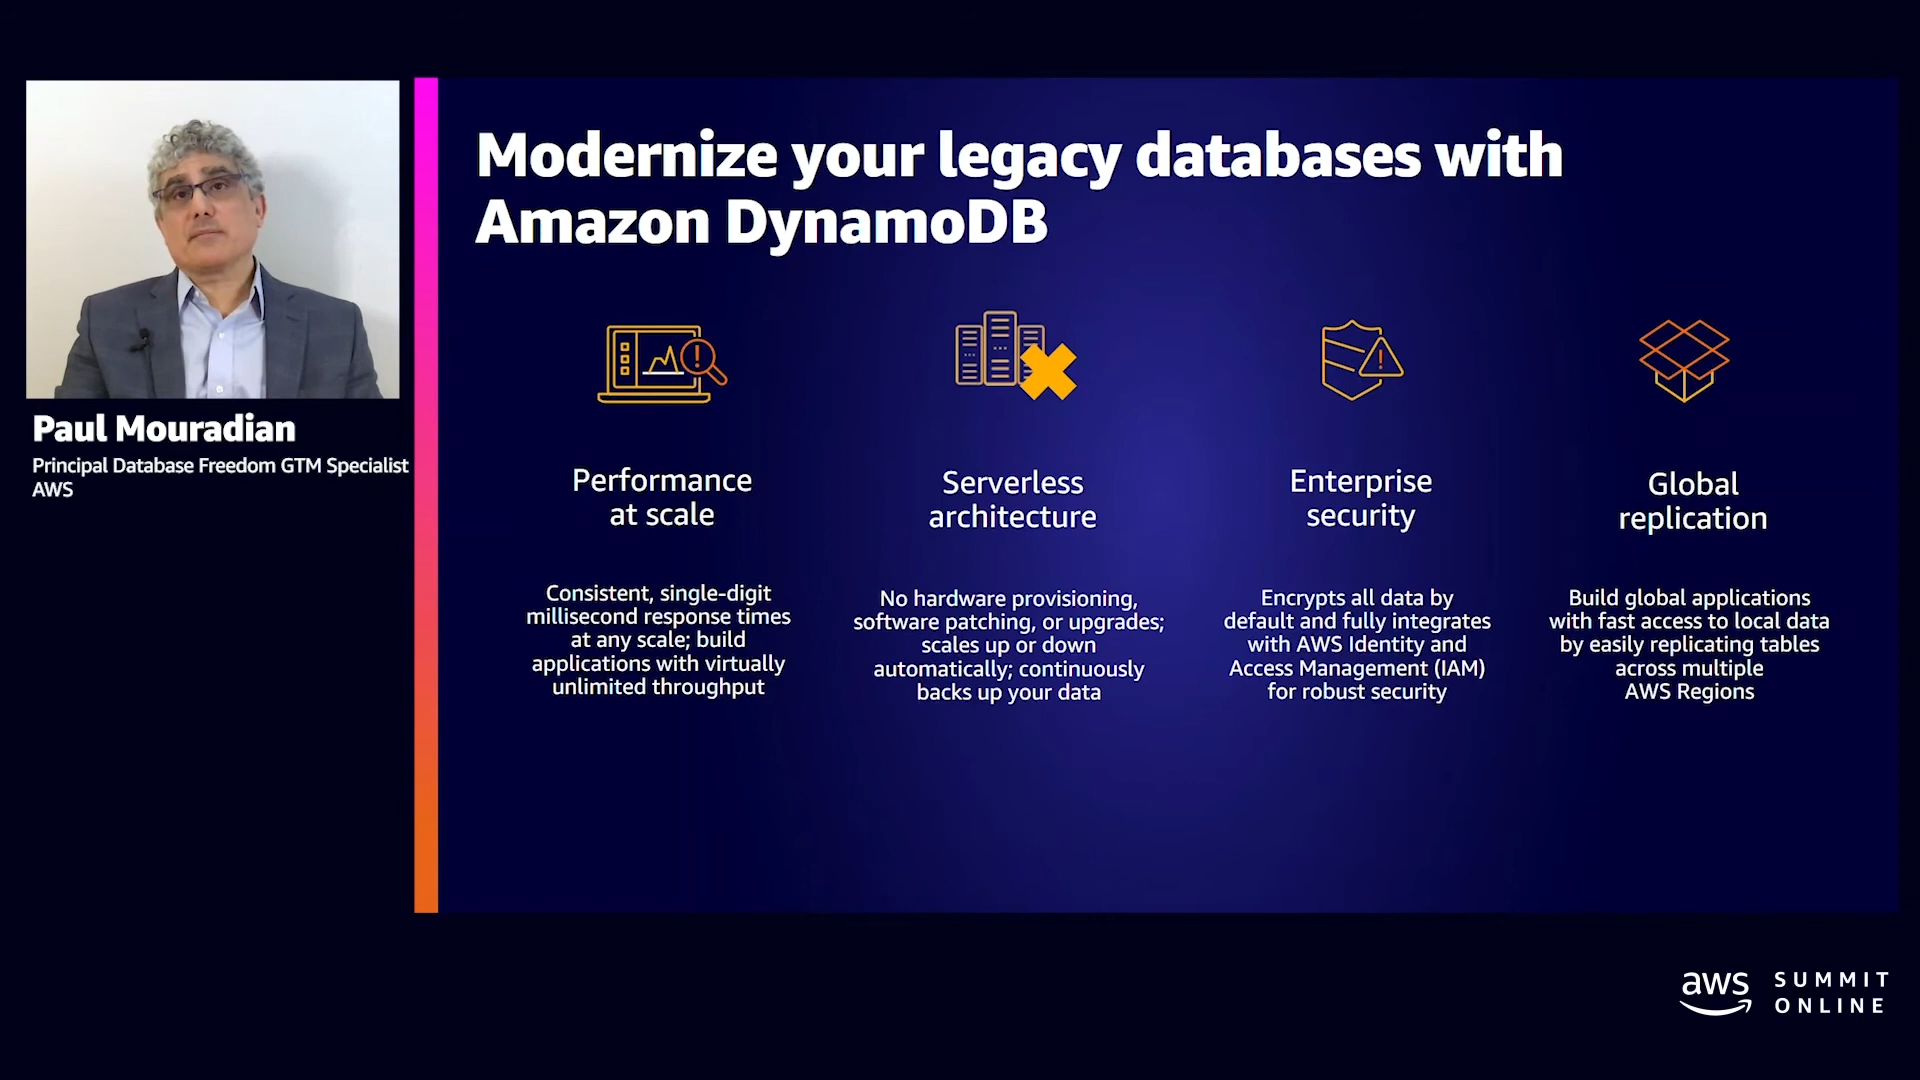 Paul Mouradian
Principal Database Freedom GTM Specialist
AWS
Modernize your legacy databases with
Amazon DynamoDB
Performance
at scale
Consistent, single-digit
millisecond response times
at any scale; build
applications with virtually
unlimited throughput
Serverless
architecture
No hardware provisioning,
software patching, or upgrades;
scales up or down
automatically; continuously
backs up your data
Enterprise
security
Encrypts all data by
default and fully integrates
with AWS Identity and
Access Management (IAM)
for robust security
Global
replication
Build global applications
with fast access to local data
by easily replicating tables
across multiple
AWS Regions
aws
SUMMIT
ONLINE